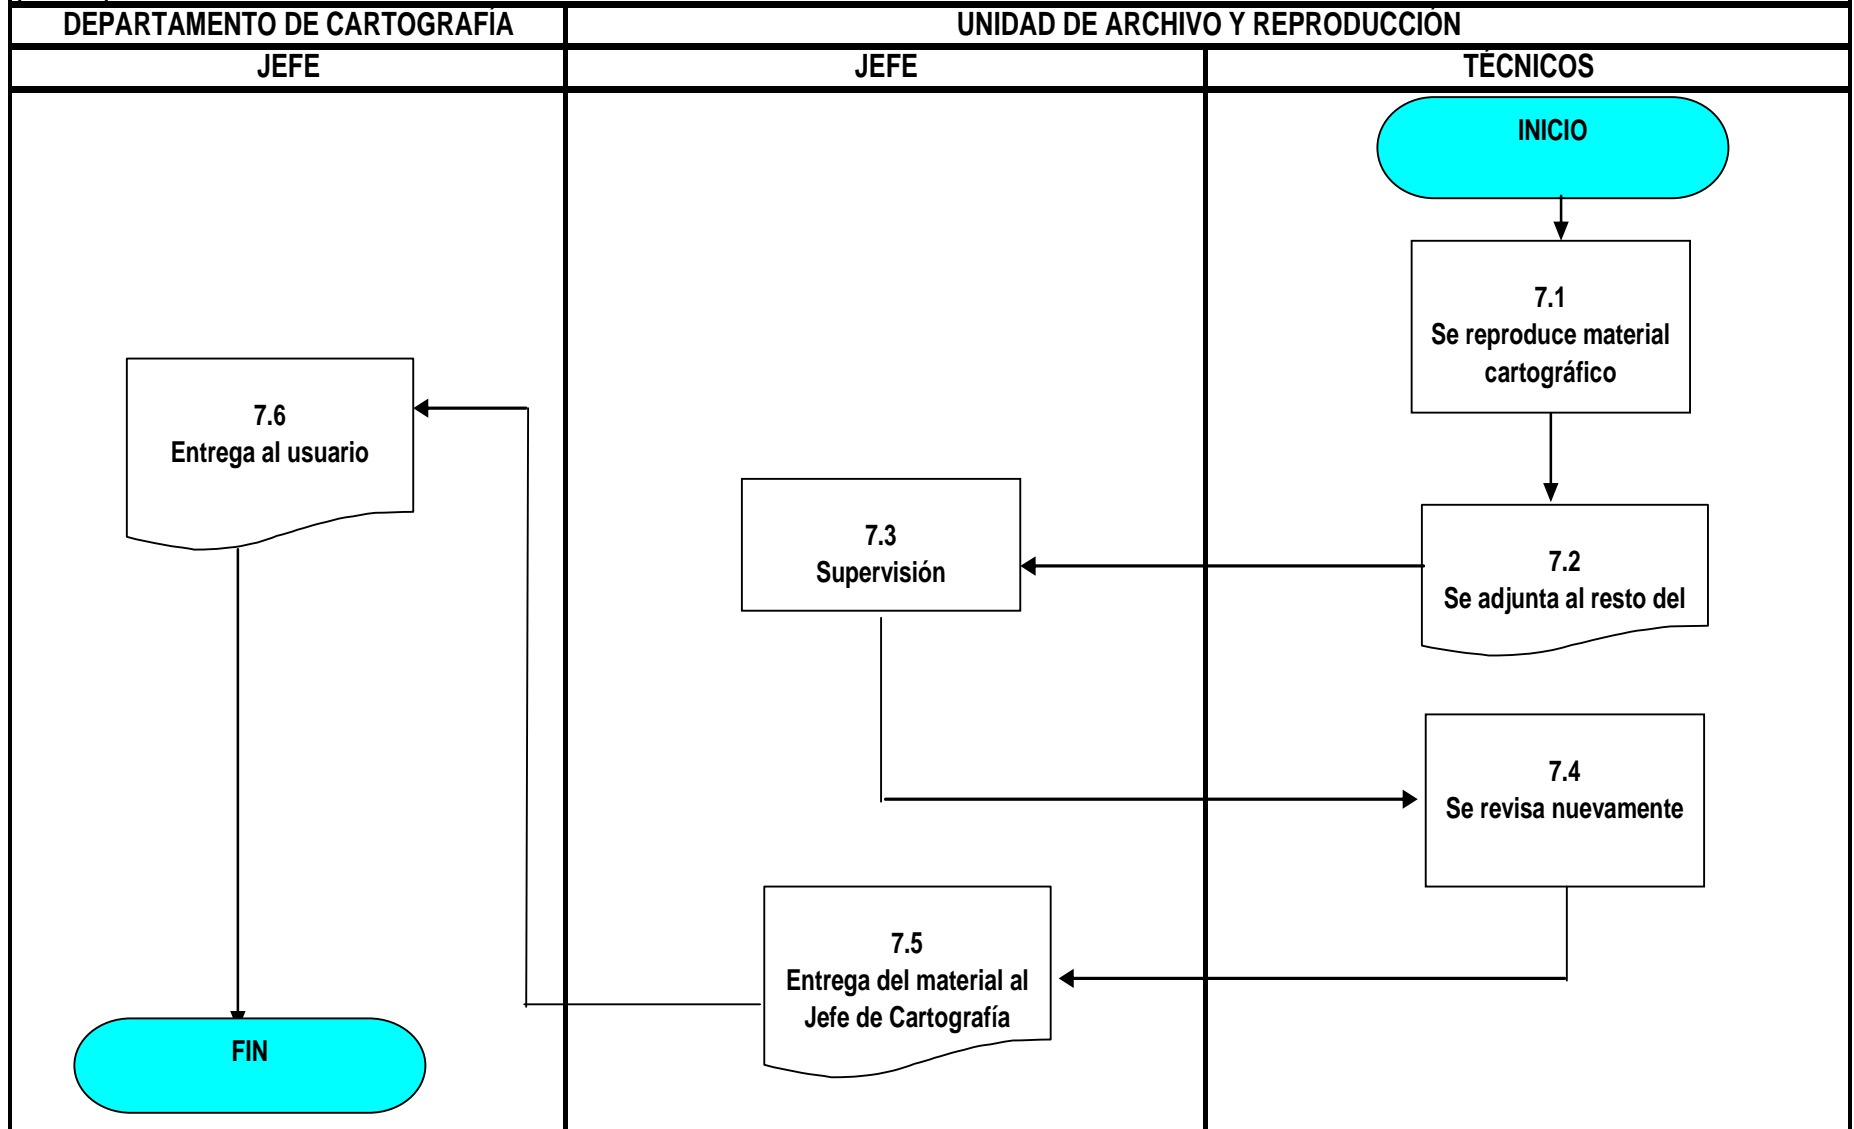 DEPARTAMENTO DE CARTOGRAFÍA
UNIDAD DE ARCHIVO Y REPRODUCCIÓN
JEFE
JEFE
TÉCNICOS
INICIO
7.1
Se reproduce material
cartográfico
7.2
Se adjunta al resto del
7.3
Supervisión
7.4
Se revisa nuevamente
7.5
Entrega del material al
Jefe de Cartografía
7.6
Entrega al usuario
FIN